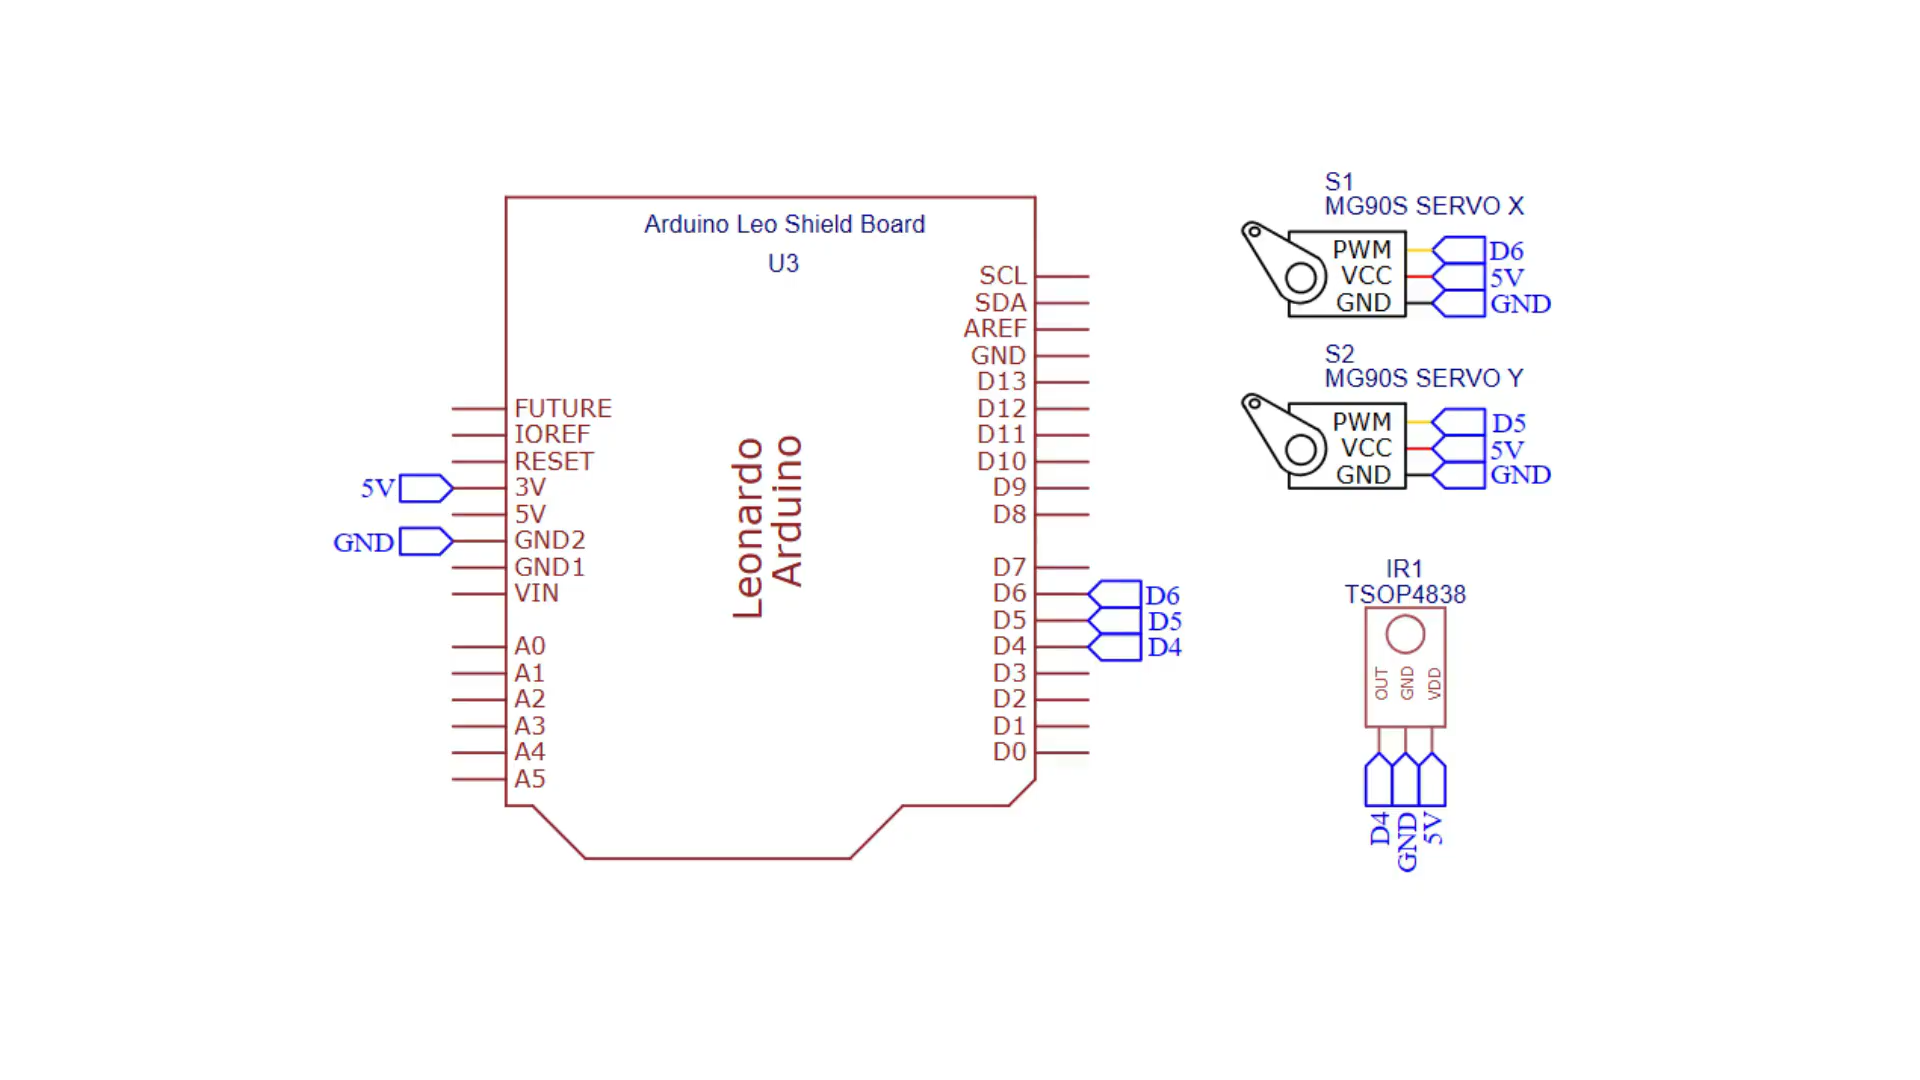 Arduino Leo Shield Board
U3
SCL
SDA
AREF
GND
D13
D12
D11
D10
D9
D8
D7
D6
D5
D4
D3
D2
D1
D0
FUTURE
IOREF
RESET
3V
5V
GND2
GND1
VIN
A0
A1
A2
A3
A4
A5
5V
GND
Leonardo
Arduino
D6
D5
D4
S1
MG90S SERVO X
PWM
VCC
GND
D6
5V
GND
S2
MG90S SERVO Y
PWM
VCC
GND
D5
5V
GND
IR1
TSOP4838
OUT
GND
VDD
D4
GND
5V